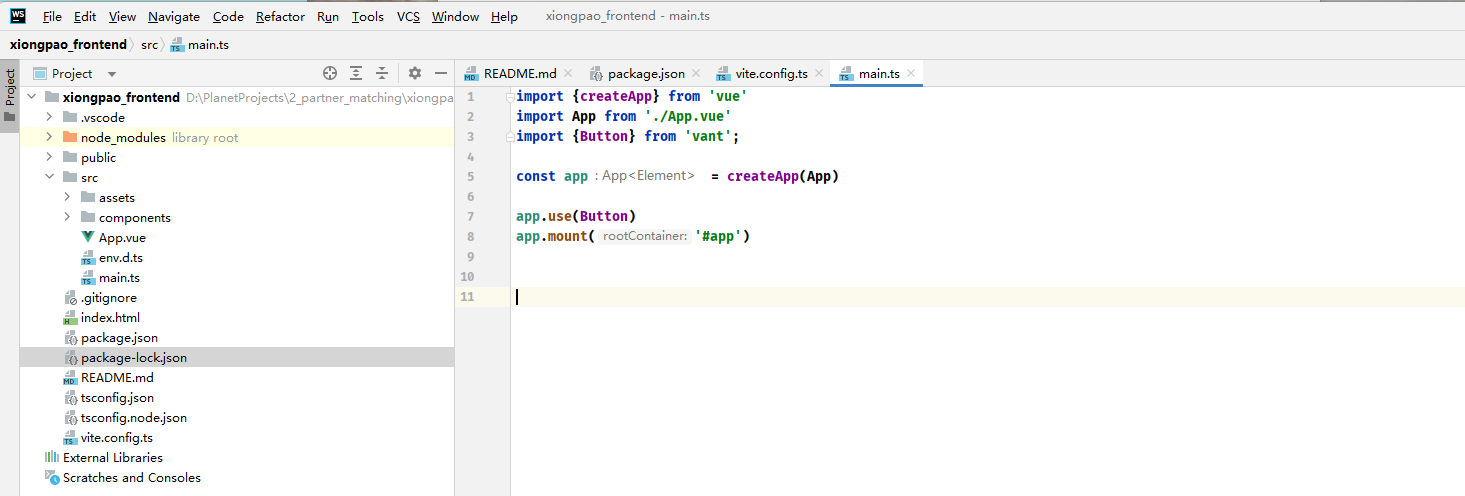 WS File Edit View Navigate Code Refactor Run Tools VCS Window Help xiongpao_frontend - main.ts
xiongpao_frontend src main.ts
Project
Project
xiongpao_frontend D:\PlanetProjects\2_partner_matching\xiongpa
.vscode
node_modules library root
public
src
assets
components
App.vue
env.d.ts
main.ts
.gitignore
index.html
package.json
package-lock.json
README.md
tsconfig.json
tsconfig.node.json
vite.config.ts
External Libraries
Scratches and Consoles
README.md package.json vite.config.ts main.ts
1 import {createApp} from 'vue'
2 import App from './App.vue'
3 import {Button} from 'vant';
4
5 const app : App<Element> = createApp(App)
6
7 app.use(Button)
8 app.mount( rootContainer: '#app')
9
10
11